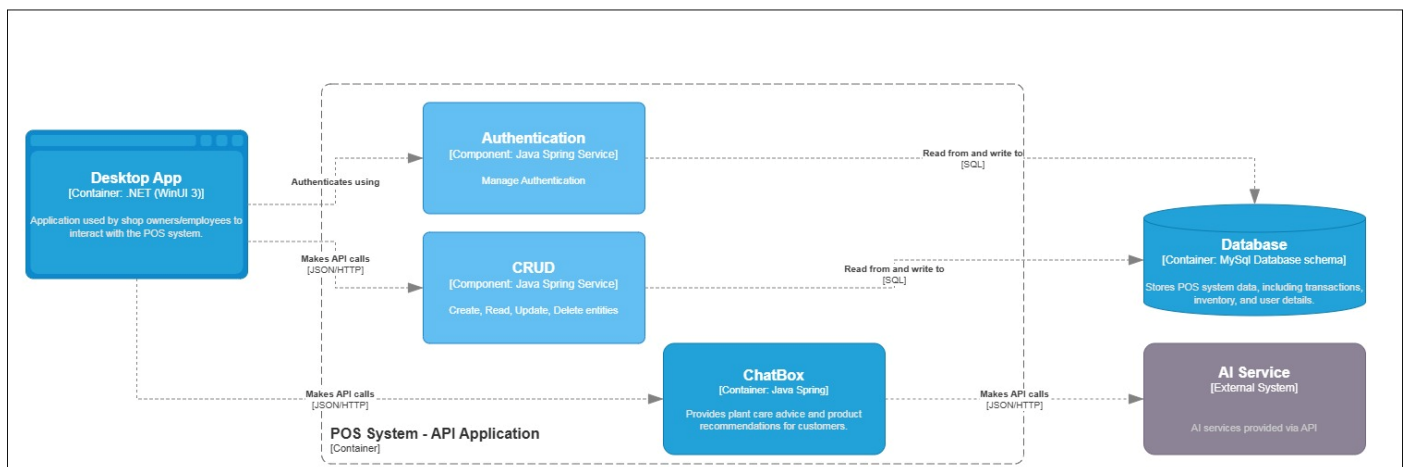 Desktop App
[Container: .NET (WinUI 3)]
Application used by shop owners/employees to
interact with the POS system.
Authenticates using
Makes API calls
[JSON/HTTP]
Authentication
[Component: Java Spring Service]
Manage Authentication
CRUD
[Component: Java Spring Service]
Create, Read, Update, Delete entities
Read from and write to
[SQL]
Read from and write to
[SQL]
Database
[Container: MySql Database schema]
Stores POS system data, including transactions,
inventory, and user details.
Makes API calls
[JSON/HTTP]
ChatBox
[Container: Java Spring]
Provides plant care advice and product
recommendations for customers.
Makes API calls
[JSON/HTTP]
AI Service
[External System]
AI services provided via API
POS System - API Application
[Container]